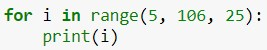 for i in range(5, 106, 25):
    print(i)